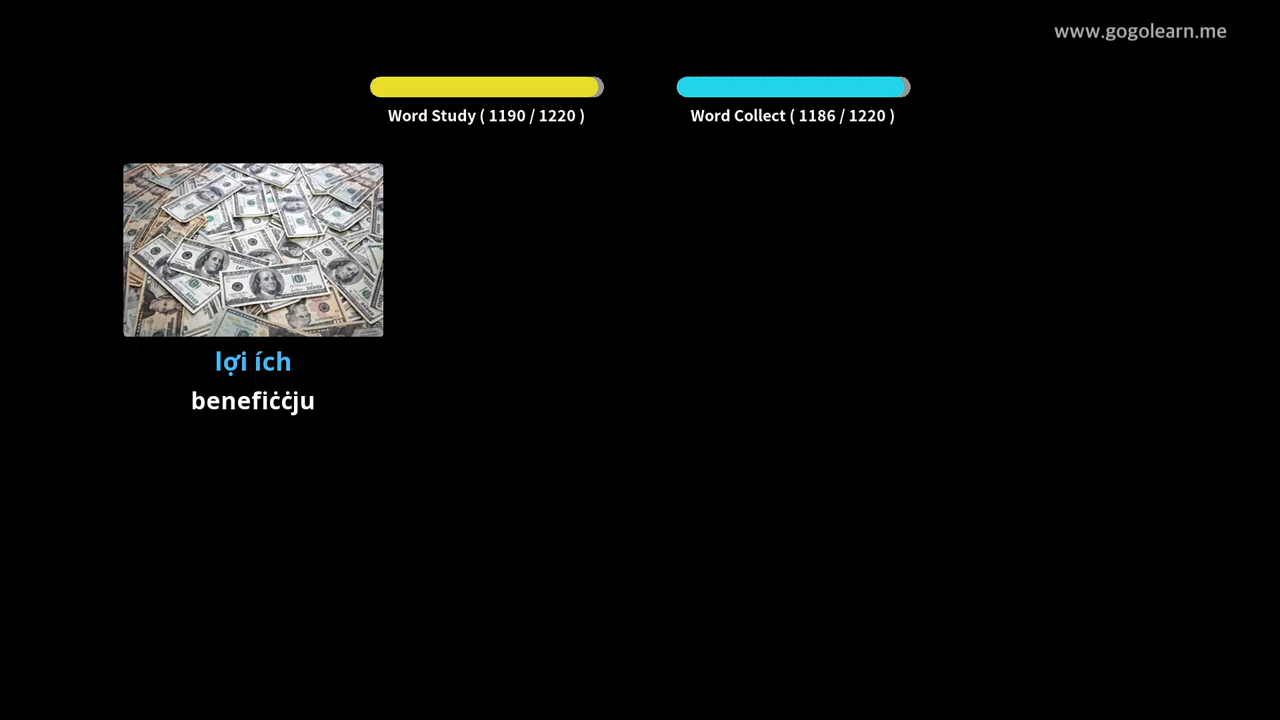 www.gogolearn.me
Word Study ( 1190 / 1220 )
Word Collect ( 1186 / 1220 )
lợi ích
benefiċċju